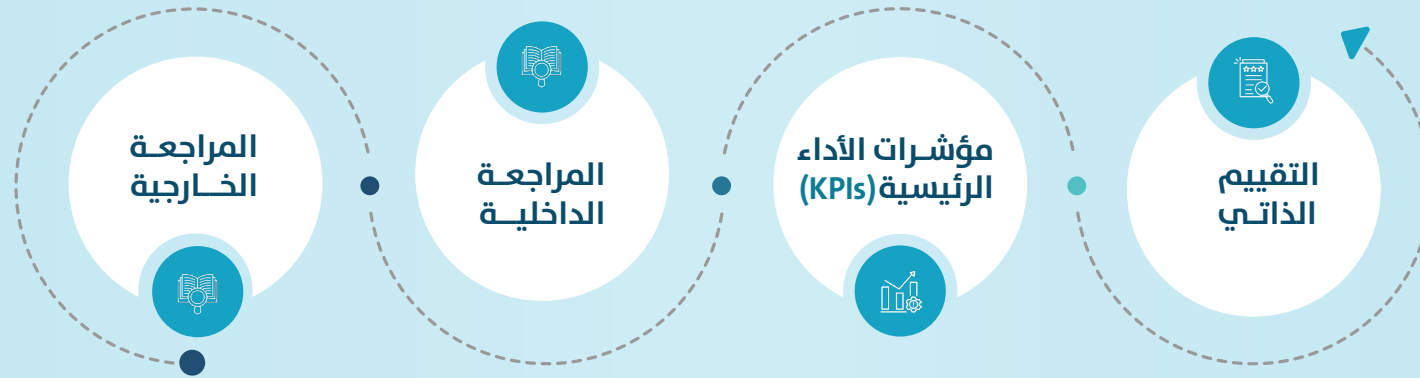 التقييم
الذاتـي
مؤشـرات الأداء
الرئيسية (KPIs)
المراجعـة
الداخليــة
المراجعـة
الخــارجية